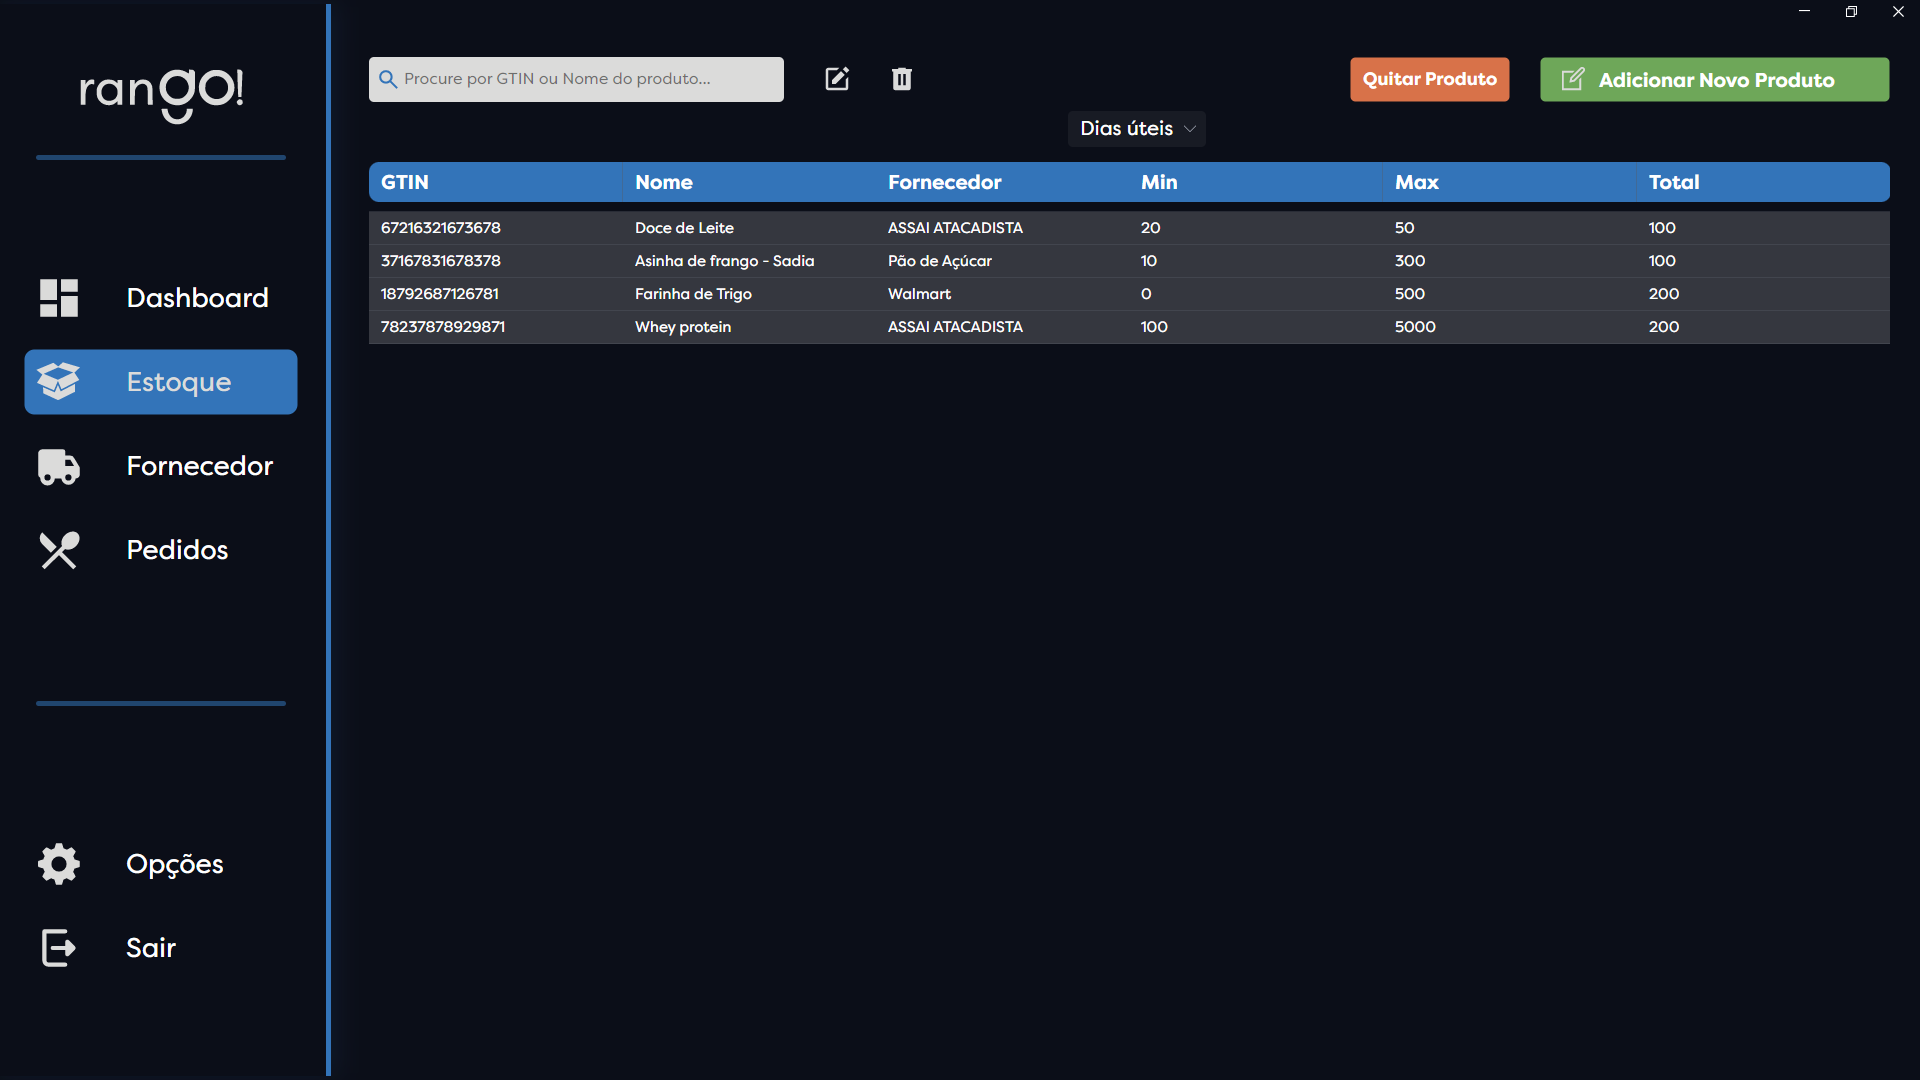 rango!
Dashboard
Estoque
Fornecedor
Pedidos
Opções
Sair
Procure por GTIN ou Nome do produto...
Quitar Produto
Adicionar Novo Produto
Dias úteis
GTIN Nome Fornecedor Min Max Total
67216321673678 Doce de Leite ASSAI ATACADISTA 20 50 100
37167831678378 Asinha de frango - Sadia Pão de Açúcar 10 300 100
18792687126781 Farinha de Trigo Walmart 0 500 200
78237878929871 Whey protein ASSAI ATACADISTA 100 5000 200